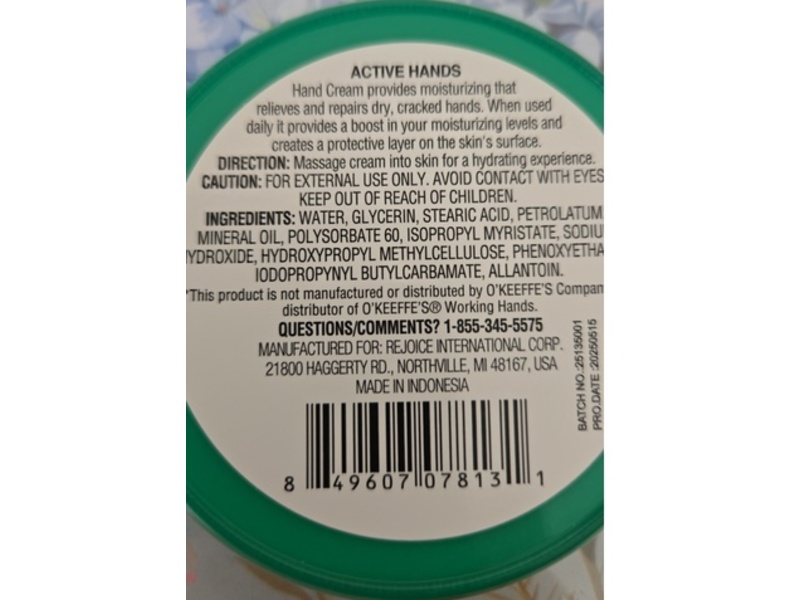 ACTIVE HANDS
Hand Cream provides moisturizing that
relieves and repairs dry, cracked hands. When used
daily it provides a boost in your moisturizing levels and
creates a protective layer on the skin's surface.
DIRECTION: Massage cream into skin for a hydrating experience.
CAUTION: FOR EXTERNAL USE ONLY. AVOID CONTACT WITH EYES
KEEP OUT OF REACH OF CHILDREN.
INGREDIENTS: WATER, GLYCERIN, STEARIC ACID, PETROLATUM
MINERAL OIL, POLYSORBATE 60, ISOPROPYL MYRISTATE, SODIU
YDROXIDE, HYDROXYPROPYL METHYLCELLULOSE, PHENOXYETHA
IODOPROPYNYL BUTYLCARBAMATE, ALLANTOIN.
*This product is not manufactured or distributed by O'KEEFFE'S Compan
distributor of O'KEEFFE'S® Working Hands.
QUESTIONS/COMMENTS? 1-855-345-5575
MANUFACTURED FOR: REJOICE INTERNATIONAL CORP.
21800 HAGGERTY RD., NORTHVILLE, MI 48167, USA
MADE IN INDONESIA
BATCH NO.:25135001
PRO.DATE :20250515
8 49607 07813 1